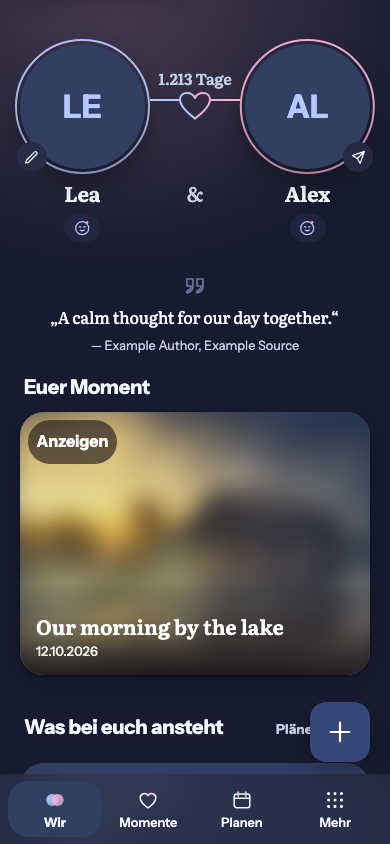 1.213 Tage
LE
AL
Lea & Alex
„A calm thought for our day together.“
— Example Author, Example Source
Euer Moment
Anzeigen
Our morning by the lake
12.10.2026
Was bei euch ansteht
Wir
Momente
Planen
Mehr